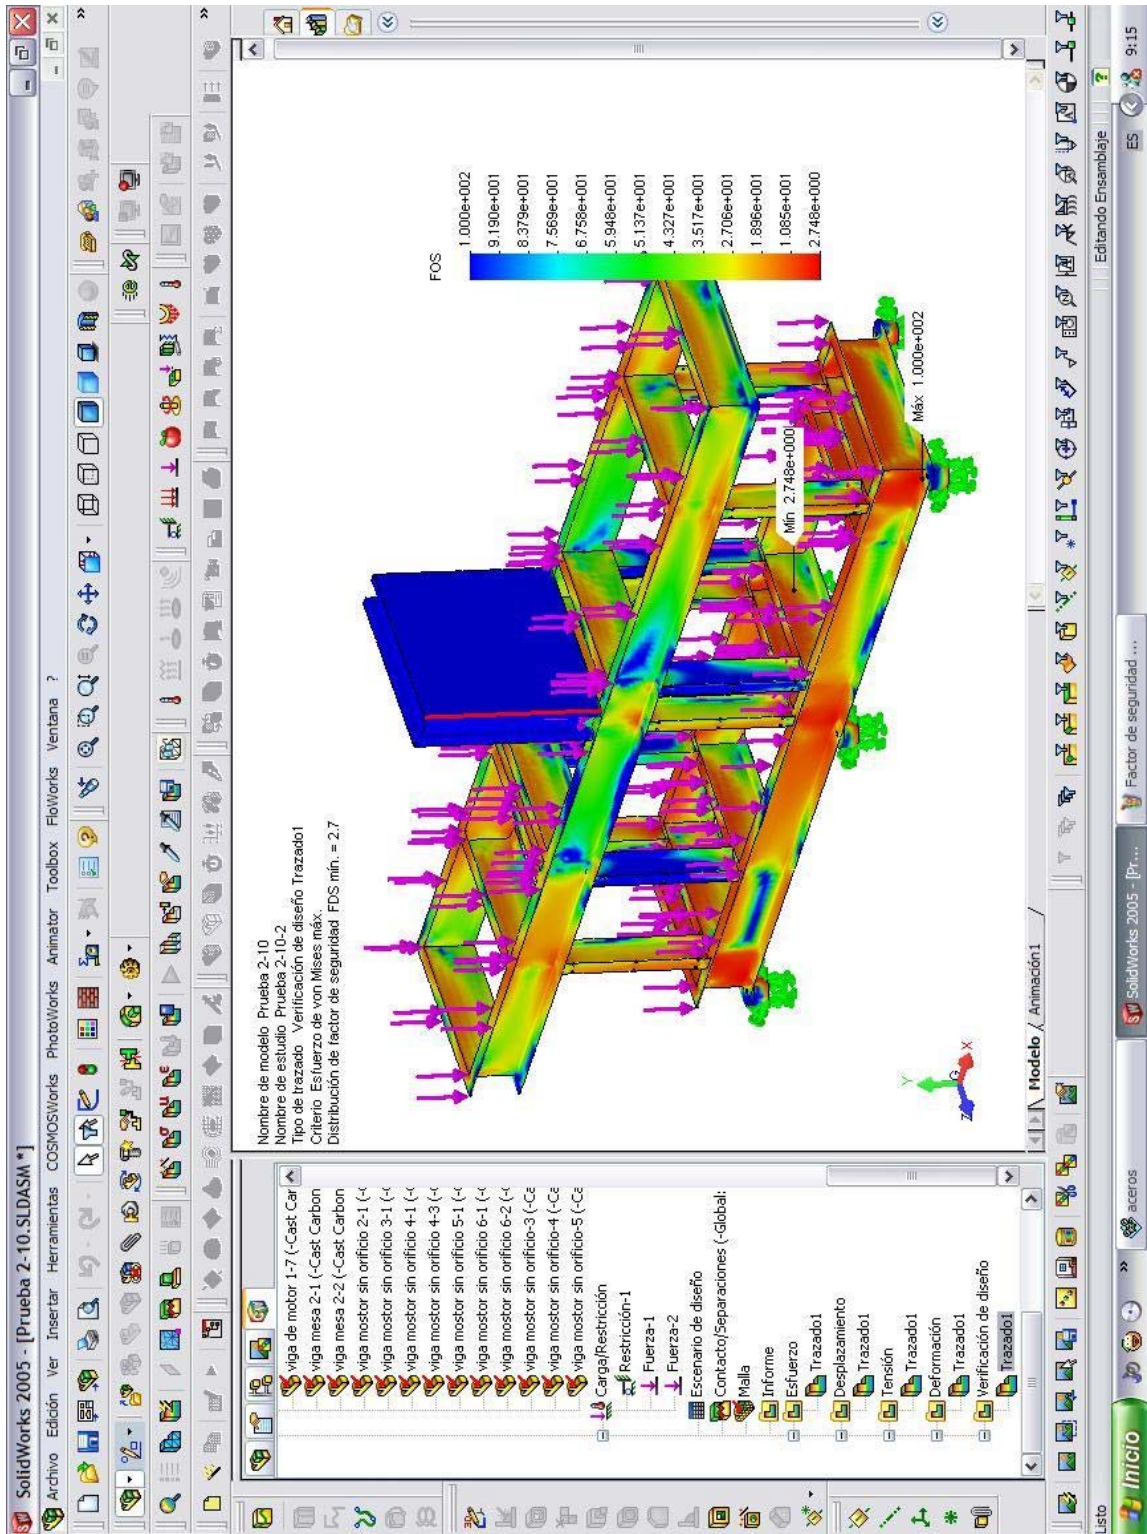 SolidWorks 2005 - [Prueba 2-10.SLDASM *]
Archivo Edición Ver Insertar Herramientas COSMOSWorks PhotoWorks Animator Toolbox FloWorks Ventana ?
viga de motor 1-7 (-Cast Car
viga mesa 2-1 (-Cast Carbon
viga mesa 2-2 (-Cast Carbon
viga mostor sin orificio 2-1 (-(
viga mostor sin orificio 3-1 (-(
viga mostor sin orificio 4-1 (-(
viga mostor sin orificio 4-3 (-(
viga mostor sin orificio 5-1 (-(
viga mostor sin orificio 6-1 (-(
viga mostor sin orificio 6-2 (-(
viga mostor sin orificio-3 (-Ca
viga mostor sin orificio-4 (-Ca
viga mostor sin orificio-5 (-Ca
Carga/Restricción
Restricción-1
Fuerza-1
Fuerza-2
Escenario de diseño
Contacto/Separaciones (-Global:
Malla
Informe
Esfuerzo
Trazado1
Desplazamiento
Trazado1
Tensión
Trazado1
Deformación
Trazado1
Verificación de diseño
Trazado1
Nombre de modelo Prueba 2-10
Nombre de estudio Prueba 2-10-2
Tipo de trazado Verificación de diseño Trazado1
Criterio Esfuerzo de von Mises máx.
Distribución de factor de seguridad FDS mín. = 2.7
FOS
1.000e+002
9.190e+001
8.379e+001
7.569e+001
6.758e+001
5.948e+001
5.137e+001
4.327e+001
3.517e+001
2.706e+001
1.896e+001
1.085e+001
2.748e+000
Mín 2.748e+000
Máx 1.000e+002
Y
X
Z
G
Modelo
Animación1
isto
Editando Ensamblaje
Inicio
aceros
SolidWorks 2005 - [Pr...
Factor de seguridad ...
ES
9:15